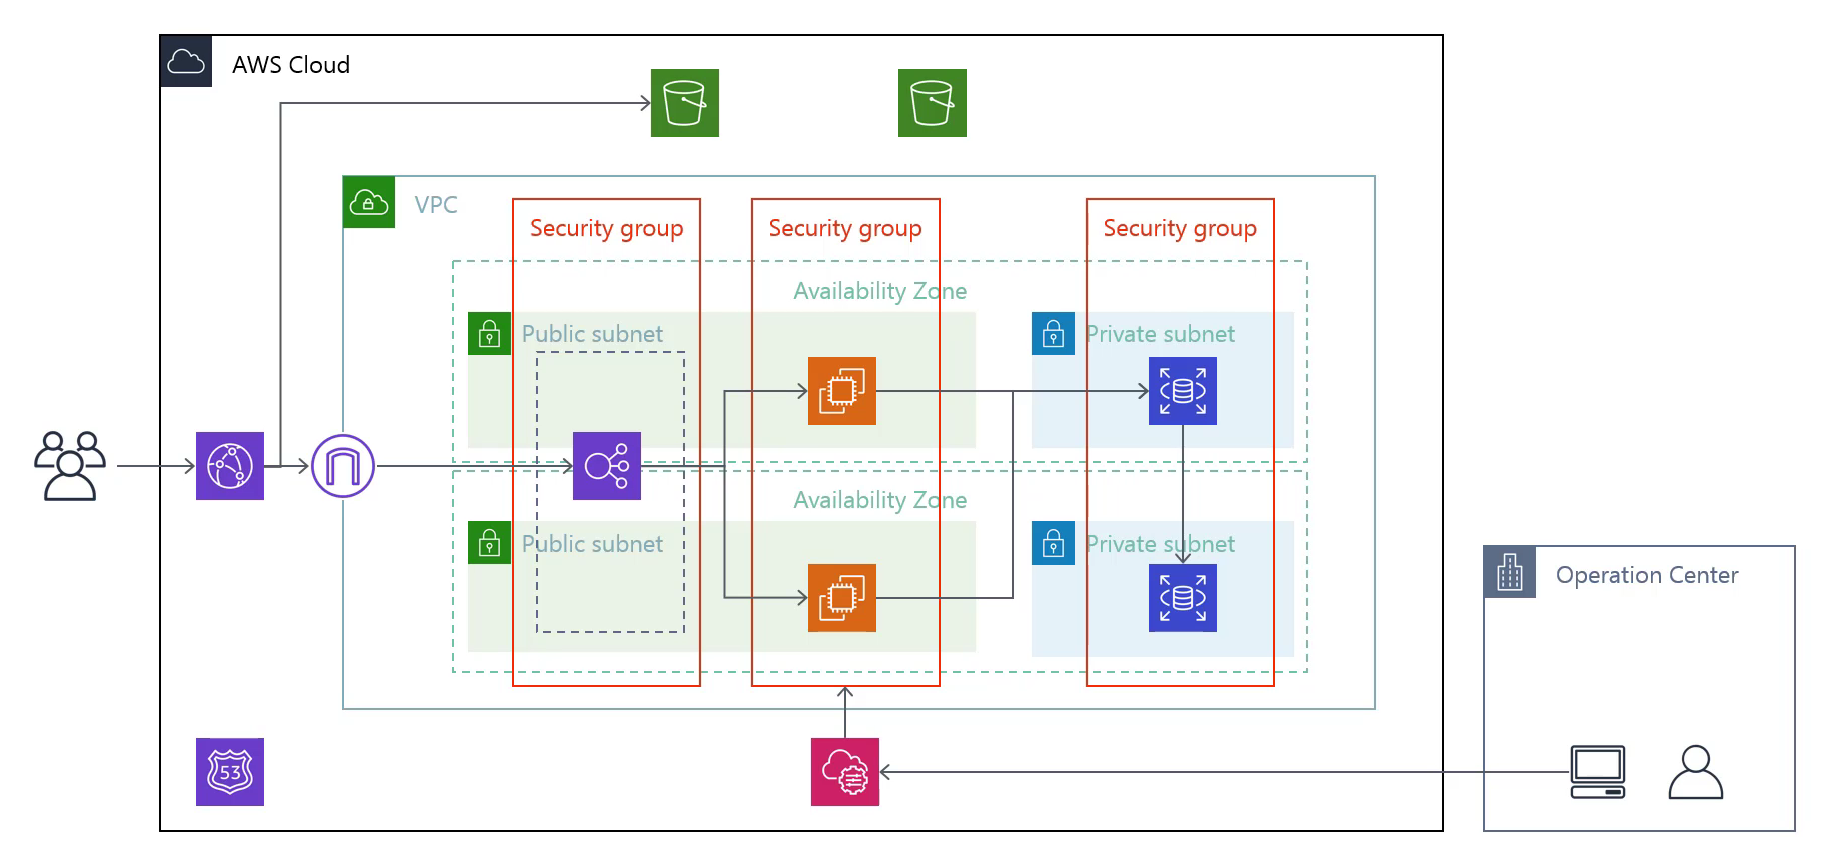 AWS Cloud
VPC
Security group
Security group
Security group
Availability Zone
Public subnet
Private subnet
Availability Zone
Public subnet
Private subnet
Operation Center
53